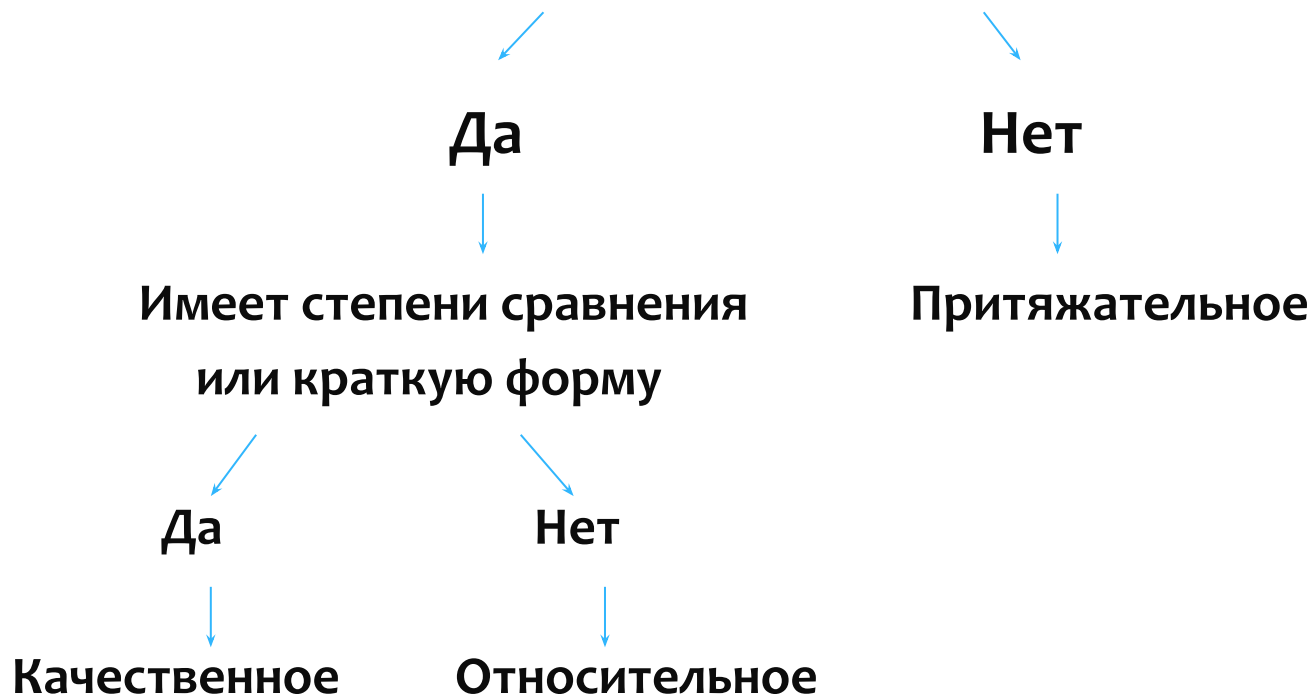 Да
Нет
Имеет степени сравнения
или краткую форму
Притяжательное
Да
Нет
Качественное
Относительное